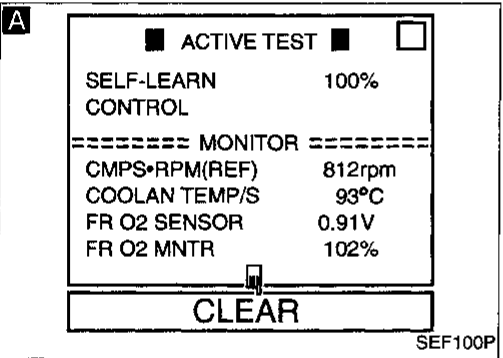 A
■ ACTIVE TEST ■
SELF-LEARN 100%
CONTROL
======== MONITOR ========
CMPS•RPM(REF) 812rpm
COOLAN TEMP/S 93°C
FR O2 SENSOR 0.91V
FR O2 MNTR 102%
CLEAR
SEF100P